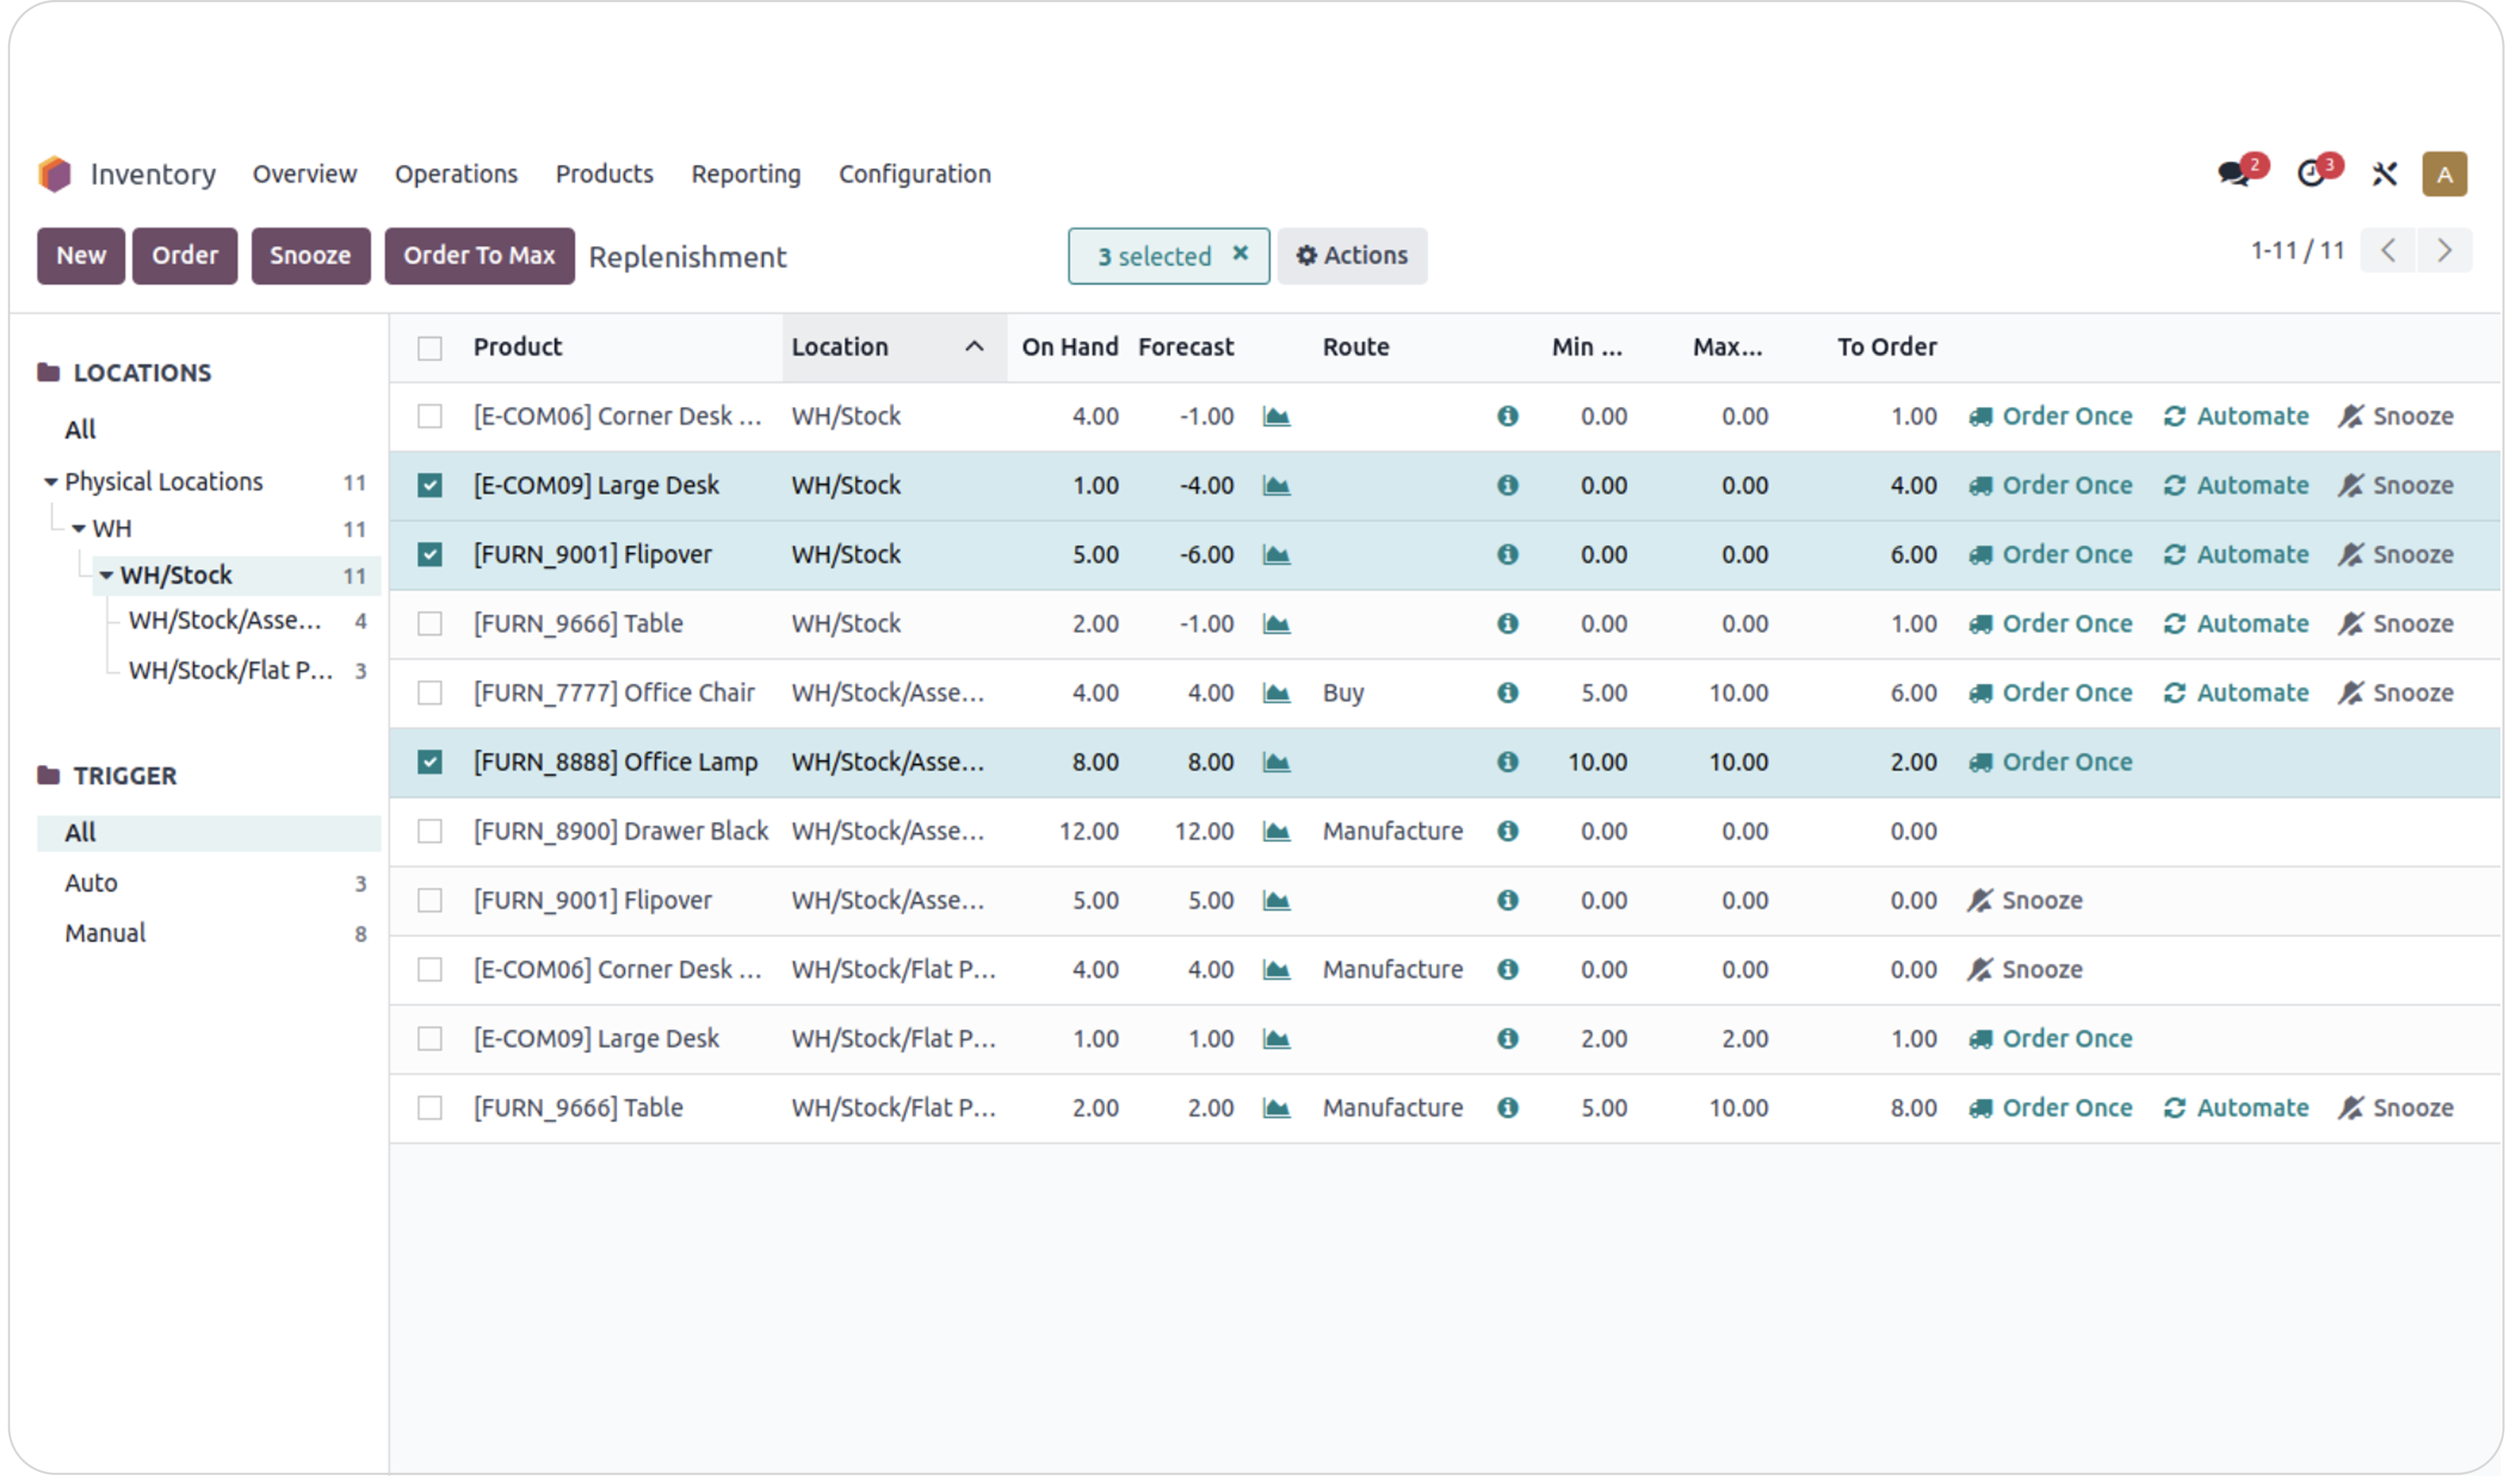 Inventory Overview Operations Products Reporting Configuration 2 3 A
New Order Snooze Order To Max Replenishment 3 selected × Actions 1-11 / 11
LOCATIONS
All
Physical Locations 11
WH 11
WH/Stock 11
WH/Stock/Asse... 4
WH/Stock/Flat P... 3
TRIGGER
All
Auto 3
Manual 8
Product Location On Hand Forecast Route Min ... Max... To Order
[E-COM06] Corner Desk ... WH/Stock 4.00 -1.00 0.00 0.00 1.00 Order Once Automate Snooze
[E-COM09] Large Desk WH/Stock 1.00 -4.00 0.00 0.00 4.00 Order Once Automate Snooze
[FURN_9001] Flipover WH/Stock 5.00 -6.00 0.00 0.00 6.00 Order Once Automate Snooze
[FURN_9666] Table WH/Stock 2.00 -1.00 0.00 0.00 1.00 Order Once Automate Snooze
[FURN_7777] Office Chair WH/Stock/Asse... 4.00 4.00 Buy 5.00 10.00 6.00 Order Once Automate Snooze
[FURN_8888] Office Lamp WH/Stock/Asse... 8.00 8.00 10.00 10.00 2.00 Order Once
[FURN_8900] Drawer Black WH/Stock/Asse... 12.00 12.00 Manufacture 0.00 0.00 0.00
[FURN_9001] Flipover WH/Stock/Asse... 5.00 5.00 0.00 0.00 0.00 Snooze
[E-COM06] Corner Desk ... WH/Stock/Flat P... 4.00 4.00 Manufacture 0.00 0.00 0.00 Snooze
[E-COM09] Large Desk WH/Stock/Flat P... 1.00 1.00 2.00 2.00 1.00 Order Once
[FURN_9666] Table WH/Stock/Flat P... 2.00 2.00 Manufacture 5.00 10.00 8.00 Order Once Automate Snooze